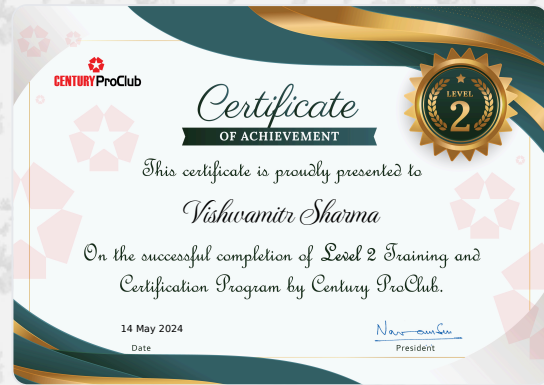 CENTURY ProClub
Certificate
OF ACHIEVEMENT
LEVEL
2
This certificate is proudly presented to
Vishwamitr Sharma
On the successful completion of Level 2 Training and
Certification Program by Century ProClub.
14 May 2024
Date
President